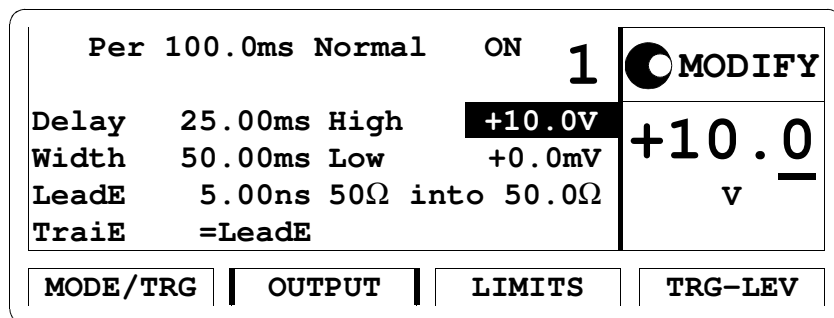 Per 100.0ms Normal ON 1
MODIFY
Delay 25.00ms High +10.0V
Width 50.00ms Low +0.0mV
LeadE 5.00ns 50Ω into 50.0Ω
TraiE =LeadE
+10.0
V
MODE/TRG OUTPUT LIMITS TRG-LEV